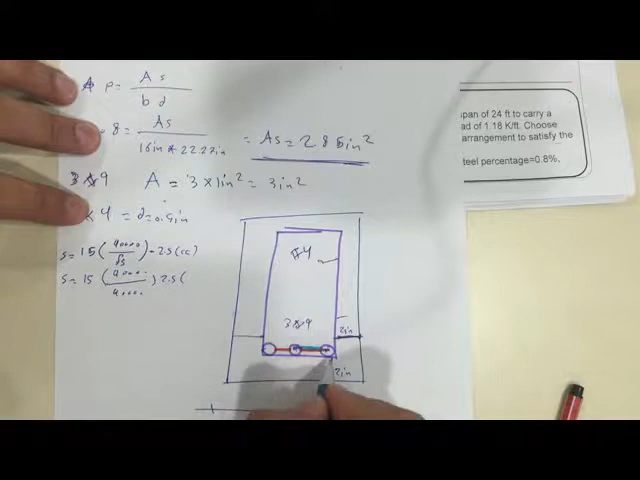 ρ = As
b d
8 = As
16in * 22.22in
= As = 2.85in²
3#9 A = 3 x 1in² = 3in²
#4 = d=0.5in
s = 15 ( 40000 / fs ) - 2.5 (cc)
s = 15 ( 40000 / 40000 ) 2.5 (
#4
3#9
2in
2in
span of 24 ft to carry a
ad of 1.18 K/ft. Choose
arrangement to satisfy the
steel percentage=0.8%.